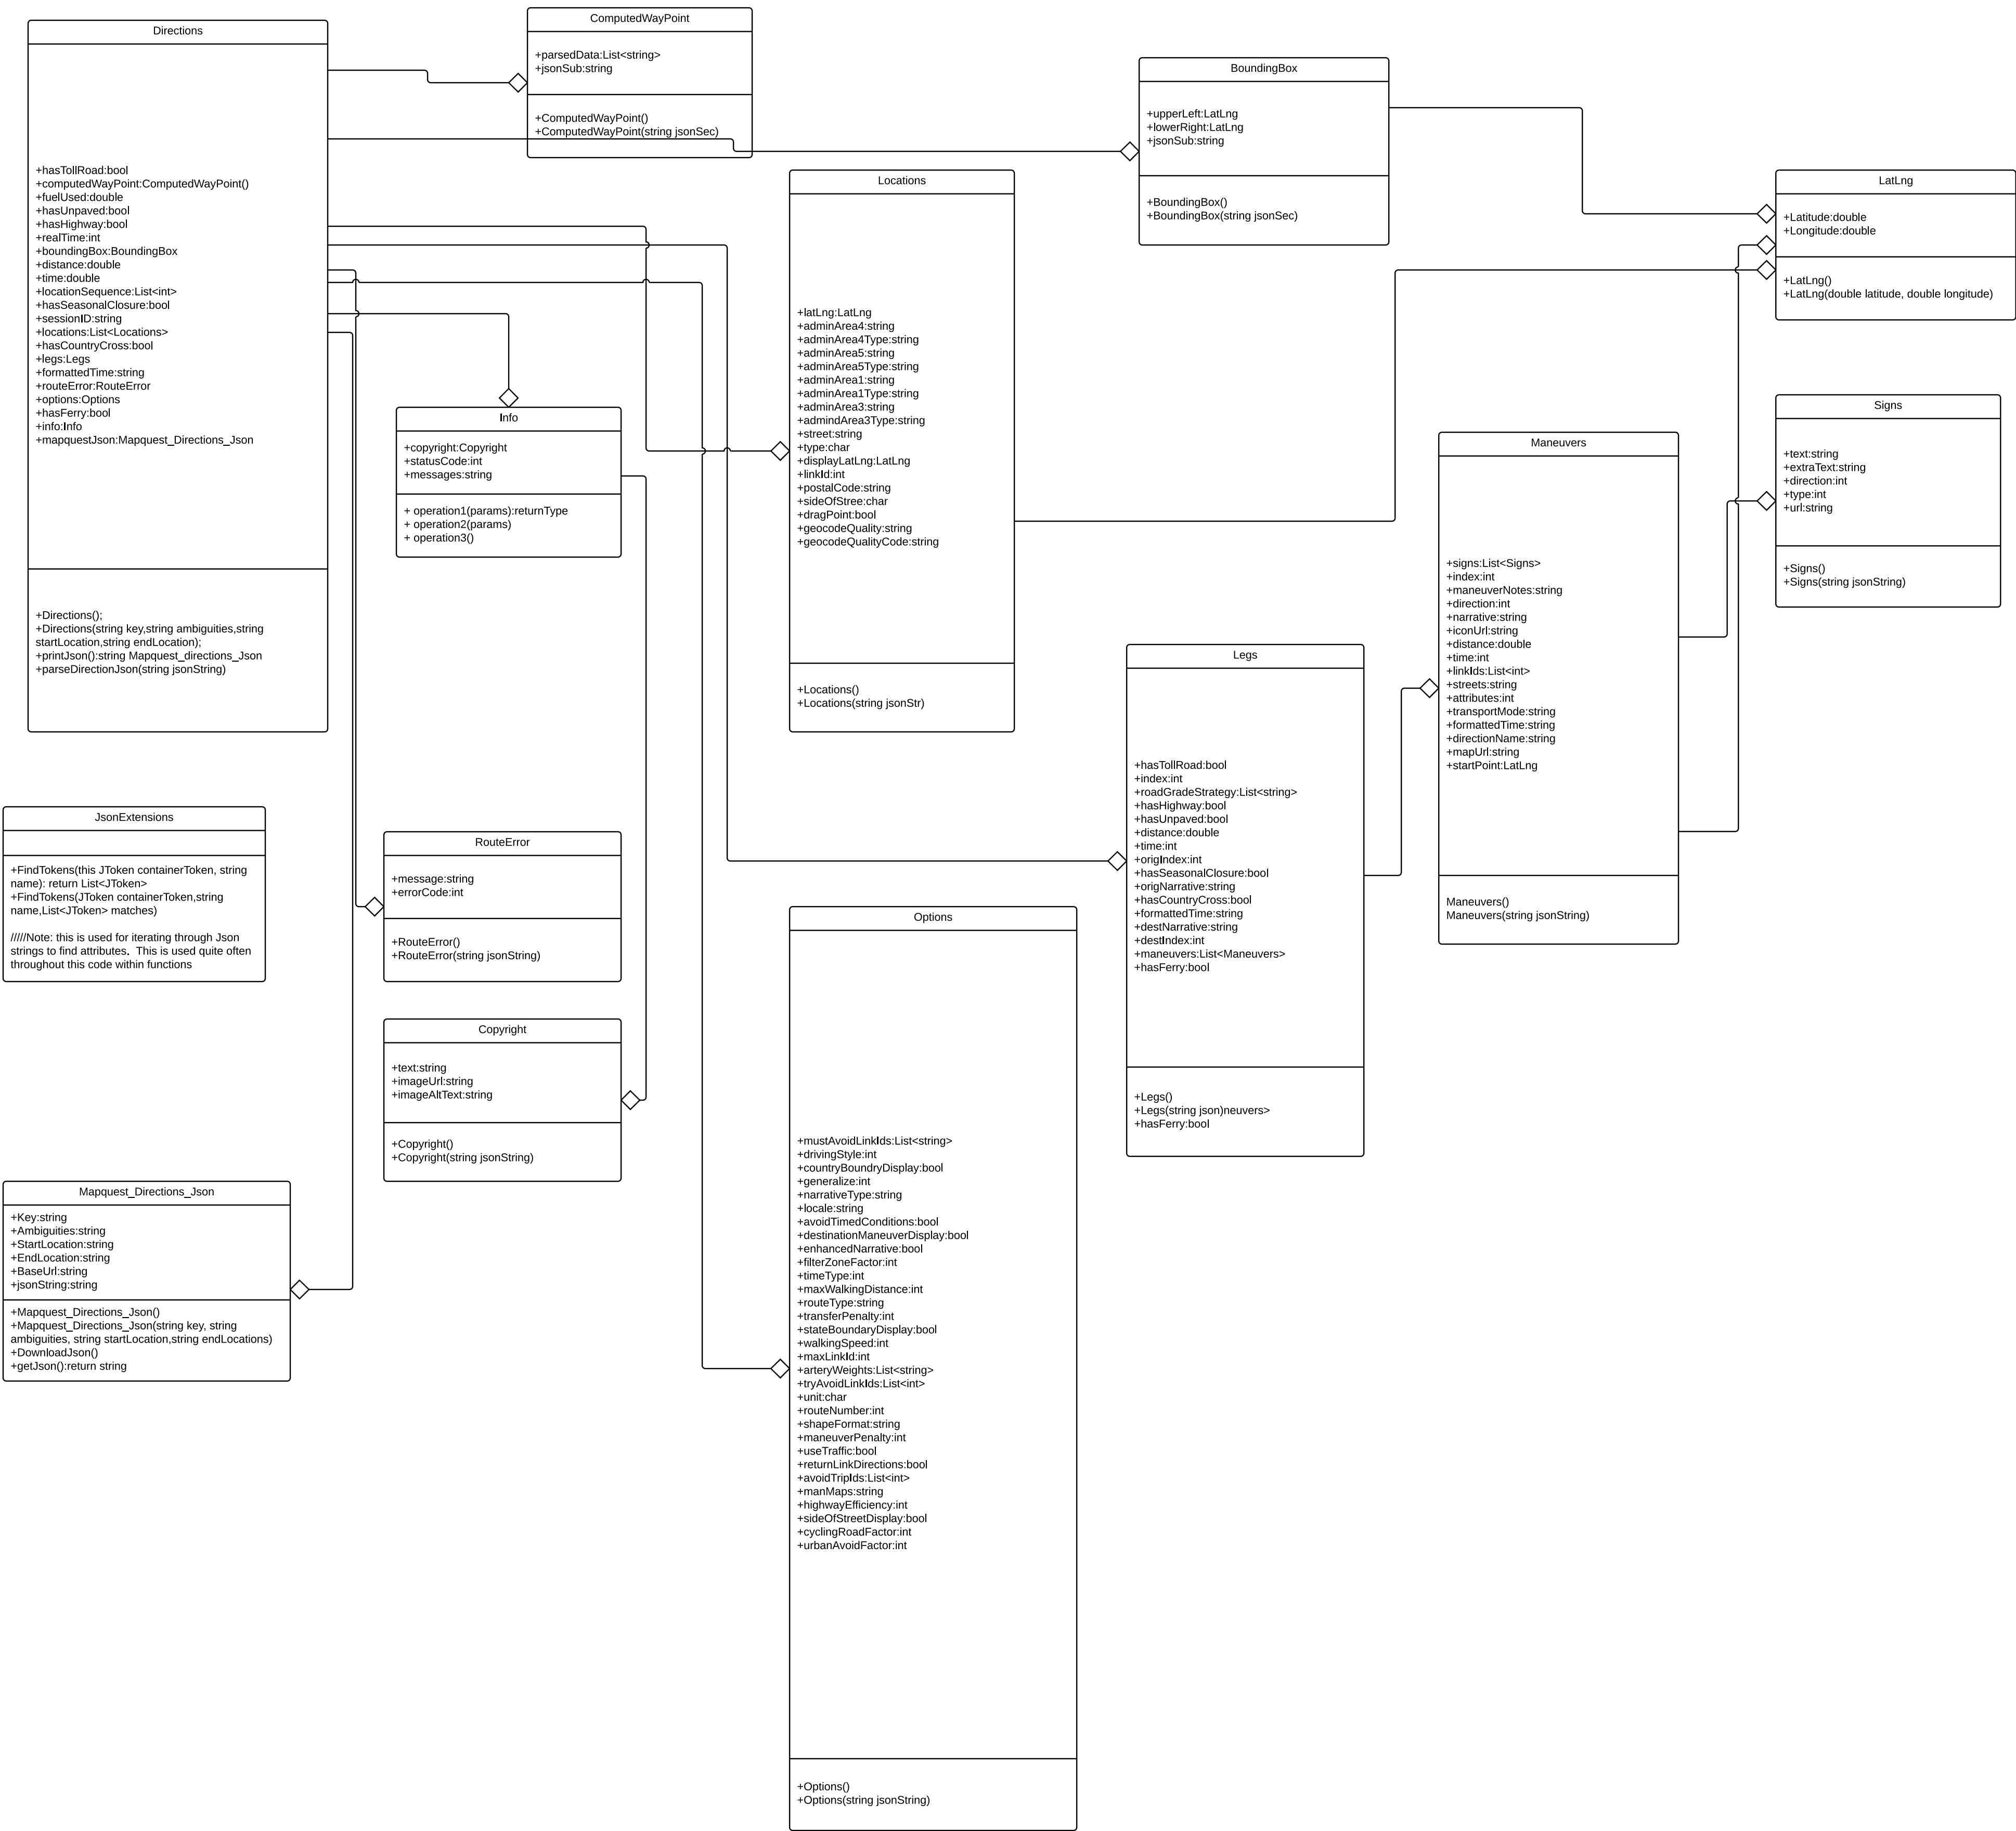 Directions
+hasTollRoad:bool
+computedWayPoint:ComputedWayPoint()
+fuelUsed:double
+hasUnpaved:bool
+hasHighway:bool
+realTime:int
+boundingBox:BoundingBox
+distance:double
+time:double
+locationSequence:List<int>
+hasSeasonalClosure:bool
+sessionID:string
+locations:List<Locations>
+hasCountryCross:bool
+legs:Legs
+formattedTime:string
+routeError:RouteError
+options:Options
+hasFerry:bool
+info:Info
+mapquestJson:Mapquest_Directions_Json
+Directions();
+Directions(string key,string ambiguities,string
startLocation,string endLocation);
+printJson():string Mapquest_directions_Json
+parseDirectionJson(string jsonString)
ComputedWayPoint
+parsedData:List<string>
+jsonSub:string
+ComputedWayPoint()
+ComputedWayPoint(string jsonSec)
BoundingBox
+upperLeft:LatLng
+lowerRight:LatLng
+jsonSub:string
+BoundingBox()
+BoundingBox(string jsonSec)
LatLng
+Latitude:double
+Longitude:double
+LatLng()
+LatLng(double latitude, double longitude)
Locations
+latLng:LatLng
+adminArea4:string
+adminArea4Type:string
+adminArea5:string
+adminArea5Type:string
+adminArea1:string
+adminArea1Type:string
+adminArea3:string
+admindArea3Type:string
+street:string
+type:char
+displayLatLng:LatLng
+linkId:int
+postalCode:string
+sideOfStree:char
+dragPoint:bool
+geocodeQuality:string
+geocodeQualityCode:string
+Locations()
+Locations(string jsonStr)
Info
+copyright:Copyright
+statusCode:int
+messages:string
+ operation1(params):returnType
+ operation2(params)
+ operation3()
Signs
+text:string
+extraText:string
+direction:int
+type:int
+url:string
+Signs()
+Signs(string jsonString)
Maneuvers
+signs:List<Signs>
+index:int
+maneuverNotes:string
+direction:int
+narrative:string
+iconUrl:string
+distance:double
+time:int
+linkIds:List<int>
+streets:string
+attributes:int
+transportMode:string
+formattedTime:string
+directionName:string
+mapUrl:string
+startPoint:LatLng
Maneuvers()
Maneuvers(string jsonString)
Legs
+hasTollRoad:bool
+index:int
+roadGradeStrategy:List<string>
+hasHighway:bool
+hasUnpaved:bool
+distance:double
+time:int
+origIndex:int
+hasSeasonalClosure:bool
+origNarrative:string
+hasCountryCross:bool
+formattedTime:string
+destNarrative:string
+destIndex:int
+maneuvers:List<Maneuvers>
+hasFerry:bool
+Legs()
+Legs(string json)neuvers>
+hasFerry:bool
JsonExtensions
+FindTokens(this JToken containerToken, string
name): return List<JToken>
+FindTokens(JToken containerToken,string
name,List<JToken> matches)
/////Note: this is used for iterating through Json
strings to find attributes.  This is used quite often
throughout this code within functions
RouteError
+message:string
+errorCode:int
+RouteError()
+RouteError(string jsonString)
Copyright
+text:string
+imageUrl:string
+imageAltText:string
+Copyright()
+Copyright(string jsonString)
Mapquest_Directions_Json
+Key:string
+Ambiguities:string
+StartLocation:string
+EndLocation:string
+BaseUrl:string
+jsonString:string
+Mapquest_Directions_Json()
+Mapquest_Directions_Json(string key, string
ambiguities, string startLocation,string endLocations)
+DownloadJson()
+getJson():return string
Options
+mustAvoidLinkIds:List<string>
+drivingStyle:int
+countryBoundryDisplay:bool
+generalize:int
+narrativeType:string
+locale:string
+avoidTimedConditions:bool
+destinationManeuverDisplay:bool
+enhancedNarrative:bool
+filterZoneFactor:int
+timeType:int
+maxWalkingDistance:int
+routeType:string
+transferPenalty:int
+stateBoundaryDisplay:bool
+walkingSpeed:int
+maxLinkId:int
+arteryWeights:List<string>
+tryAvoidLinkIds:List<int>
+unit:char
+routeNumber:int
+shapeFormat:string
+maneuverPenalty:int
+useTraffic:bool
+returnLinkDirections:bool
+avoidTripIds:List<int>
+manMaps:string
+highwayEfficiency:int
+sideOfStreetDisplay:bool
+cyclingRoadFactor:int
+urbanAvoidFactor:int
+Options()
+Options(string jsonString)